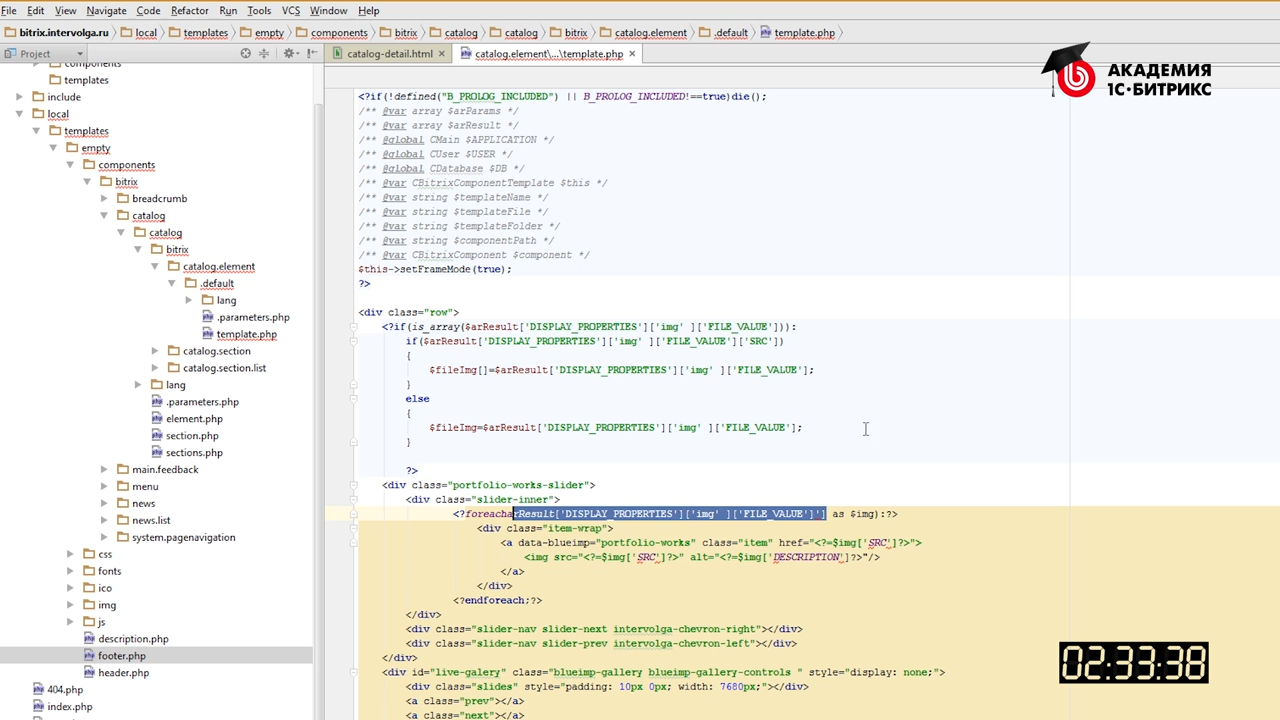 File Edit View Navigate Code Refactor Run Tools VCS Window Help
bitrix.intervolga.ru local templates empty components bitrix catalog catalog bitrix catalog.element .default template.php
Project
catalog-detail.html catalog.element\...\template.php
components
templates
include
local
templates
empty
components
bitrix
breadcrumb
catalog
catalog
bitrix
catalog.element
.default
lang
.parameters.php
template.php
catalog.section
catalog.section.list
lang
.parameters.php
element.php
section.php
sections.php
main.feedback
menu
news
news.list
system.pagenavigation
css
fonts
ico
img
js
description.php
footer.php
header.php
404.php
index.php
<?if(!defined("B_PROLOG_INCLUDED") || B_PROLOG_INCLUDED!==true)die();
/** @var array $arParams */
/** @var array $arResult */
/** @global CMain $APPLICATION */
/** @global CUser $USER */
/** @global CDatabase $DB */
/** @var CBitrixComponentTemplate $this */
/** @var string $templateName */
/** @var string $templateFile */
/** @var string $templateFolder */
/** @var string $componentPath */
/** @var CBitrixComponent $component */
$this->setFrameMode(true);
?>
<div class="row">
<?if(is_array($arResult['DISPLAY_PROPERTIES']['img' ]['FILE_VALUE'])):
if($arResult['DISPLAY_PROPERTIES']['img' ]['FILE_VALUE']['SRC'])
{
$fileImg[]=$arResult['DISPLAY_PROPERTIES']['img' ]['FILE_VALUE'];
}
else
{
$fileImg=$arResult['DISPLAY_PROPERTIES']['img' ]['FILE_VALUE'];
}
?>
<div class="portfolio-works-slider">
<div class="slider-inner">
<?foreacharResult['DISPLAY_PROPERTIES']['img' ]['FILE_VALUE']'] as $img):?>
<div class="item-wrap">
<a data-blueimp="portfolio-works" class="item" href="<?=$img['SRC']?>">
<img src="<?=$img['SRC']?>" alt="<?=$img['DESCRIPTION']?>"/>
</a>
</div>
<?endforeach;?>
</div>
<div class="slider-nav slider-next intervolga-chevron-right"></div>
<div class="slider-nav slider-prev intervolga-chevron-left"></div>
</div>
<div id="live-galery" class="blueimp-gallery blueimp-gallery-controls " style="display: none;">
<div class="slides" style="padding: 10px 0px; width: 7680px;"></div>
<a class="prev"></a>
<a class="next"></a>
АКАДЕМИЯ
1С·БИТРИКС
02:33:38